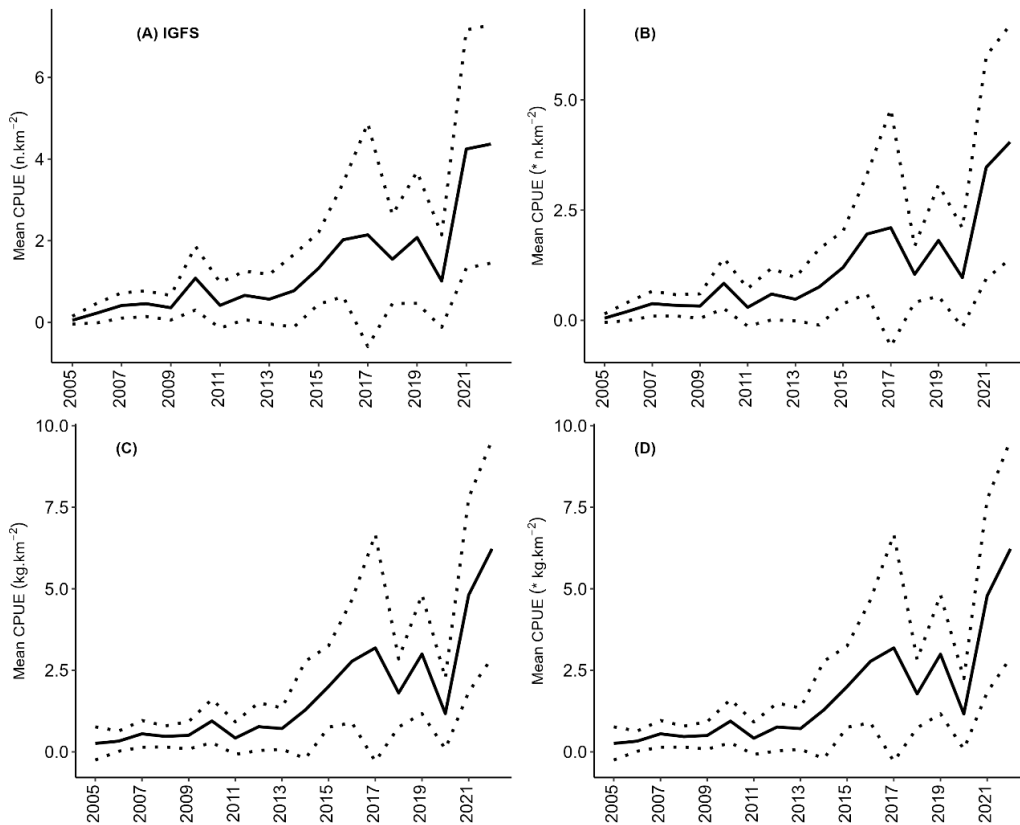 (A) IGFS
Mean CPUE (n.km⁻²)
6
4
2
0
2005 2007 2009 2011 2013 2015 2017 2019 2021
(B)
Mean CPUE (* n.km⁻²)
5.0
2.5
0.0
2005 2007 2009 2011 2013 2015 2017 2019 2021
(C)
Mean CPUE (kg.km⁻²)
10.0
7.5
5.0
2.5
0.0
2005 2007 2009 2011 2013 2015 2017 2019 2021
(D)
Mean CPUE (* kg.km⁻²)
10.0
7.5
5.0
2.5
0.0
2005 2007 2009 2011 2013 2015 2017 2019 2021